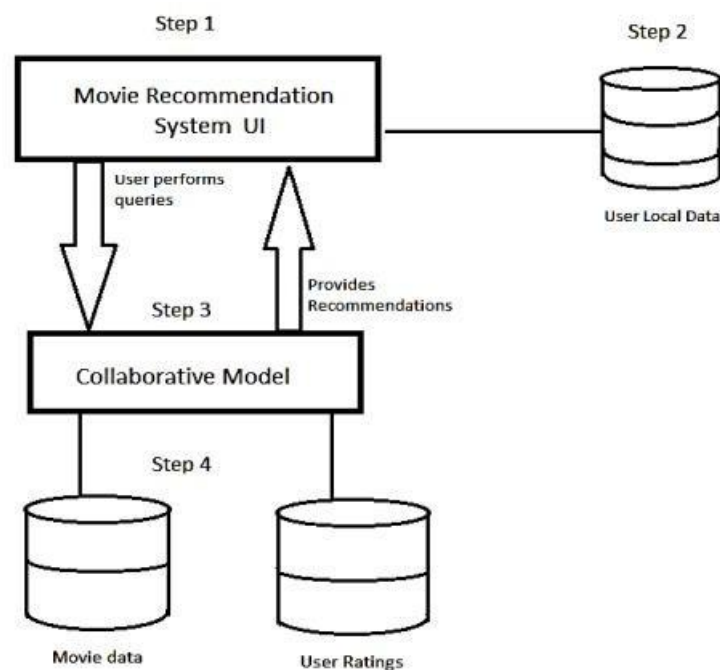 Step 1
Step 2
Movie Recommendation
System UI
User Local Data
User performs
queries
Provides
Recommendations
Step 3
Collaborative Model
Step 4
Movie data
User Ratings